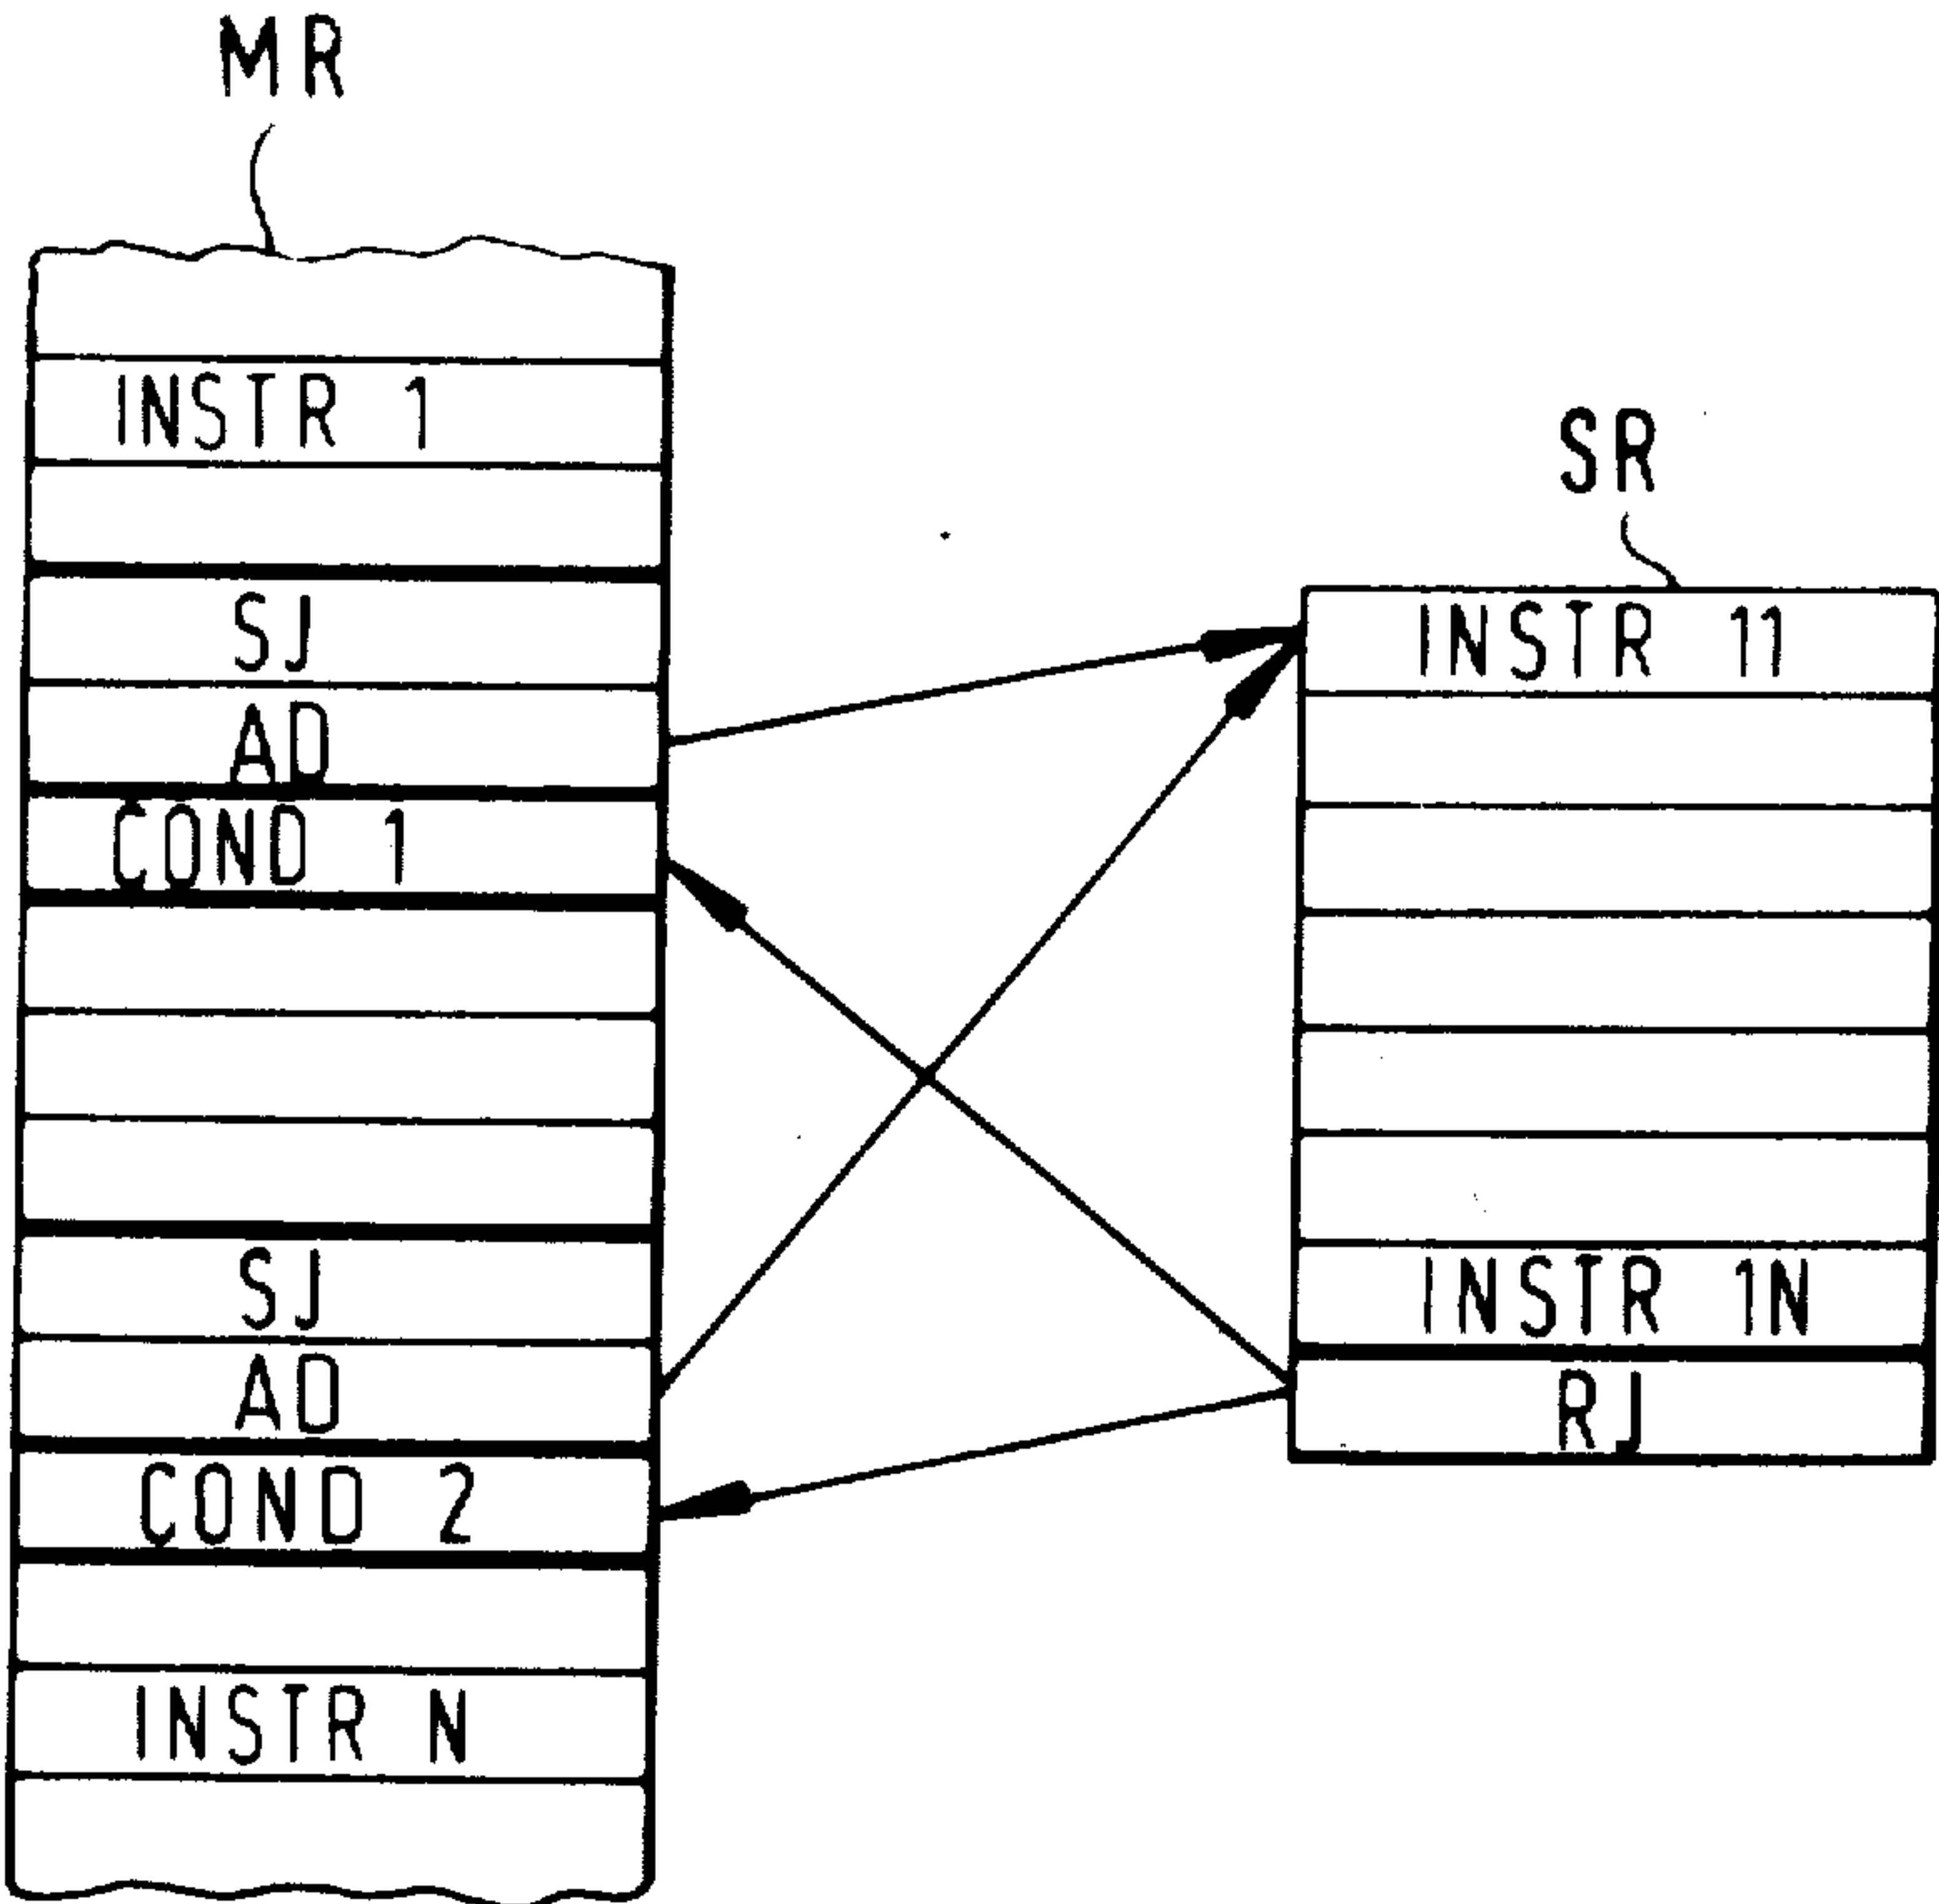 MR
INSTR 1
SJ
AD
COND 1
SJ
AD
COND 2
INSTR N
SR
INSTR 11
INSTR 1N
RJ